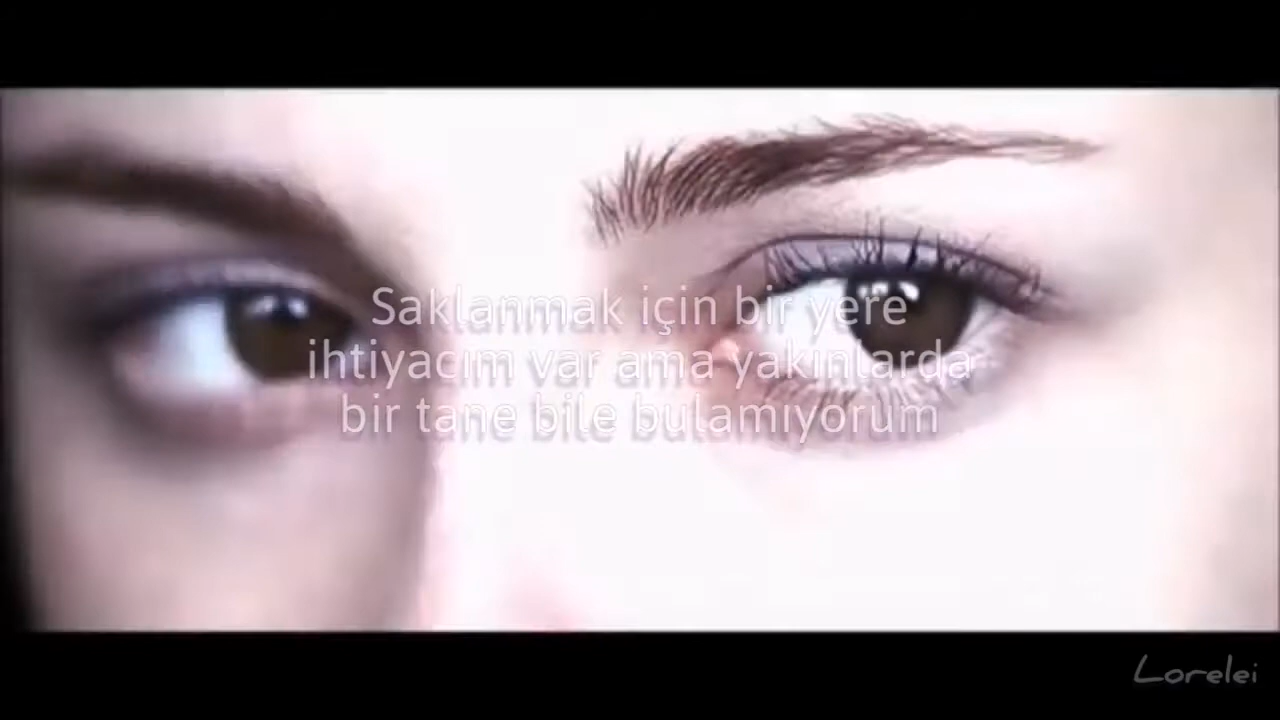 Saklanmak için bir yere
ihtiyacım var ama yakınlarda
bir tane bile bulamıyorum
Lorelei